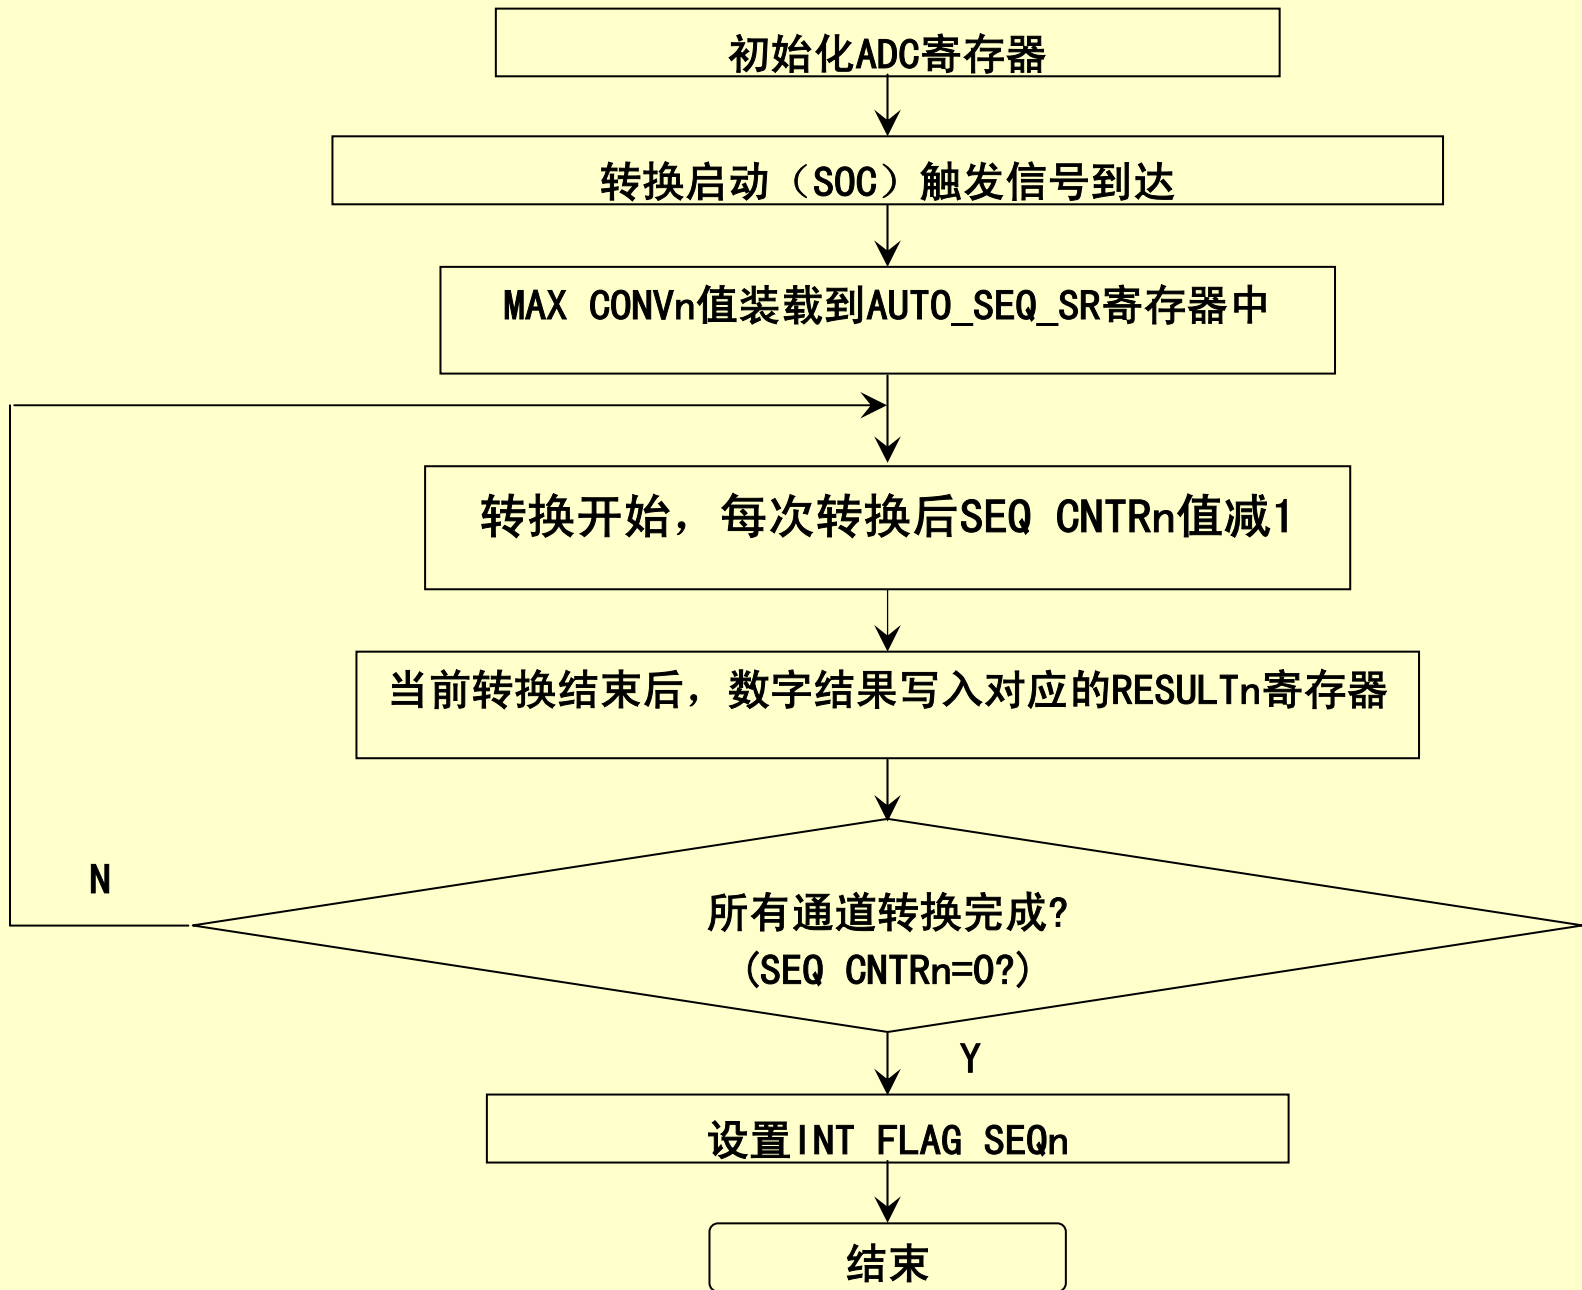 初始化ADC寄存器
转换启动（SOC）触发信号到达
MAX CONVn值装载到AUTO_SEQ_SR寄存器中
转换开始，每次转换后SEQ CNTRn值减1
当前转换结束后，数字结果写入对应的RESULTn寄存器
N
所有通道转换完成?
(SEQ CNTRn=0?)
Y
设置INT FLAG SEQn
结束